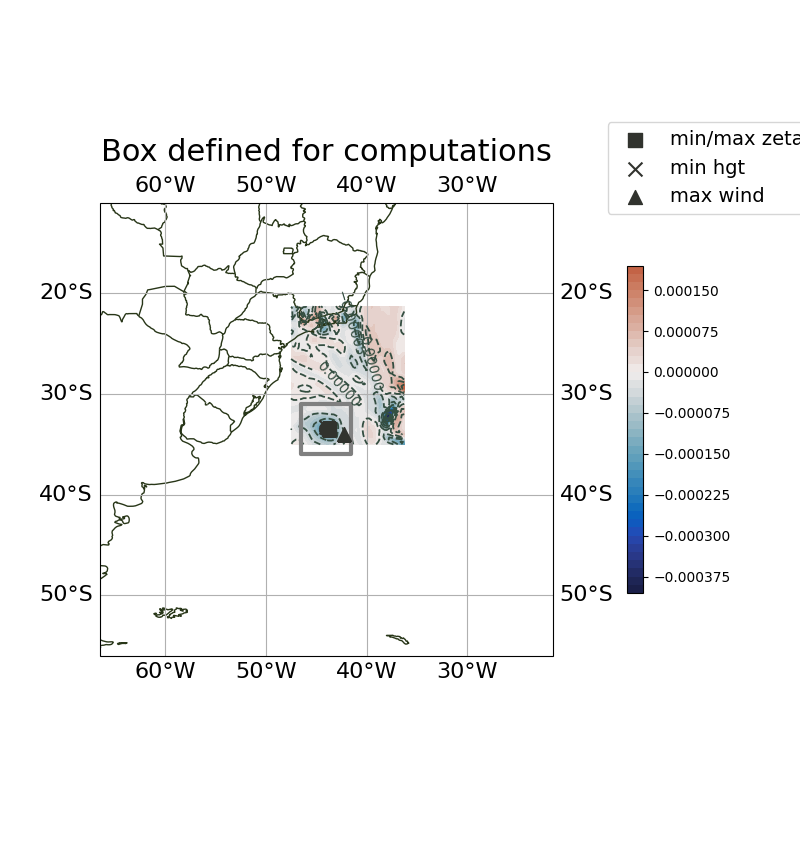 Box defined for computations
60°W 50°W 40°W 30°W
min/max zeta
min hgt
max wind
20°S 20°S
30°S 30°S
40°S 40°S
50°S 50°S
60°W 50°W 40°W 30°W
0.000150
0.000075
0.000000
−0.000075
−0.000150
−0.000225
−0.000300
−0.000375